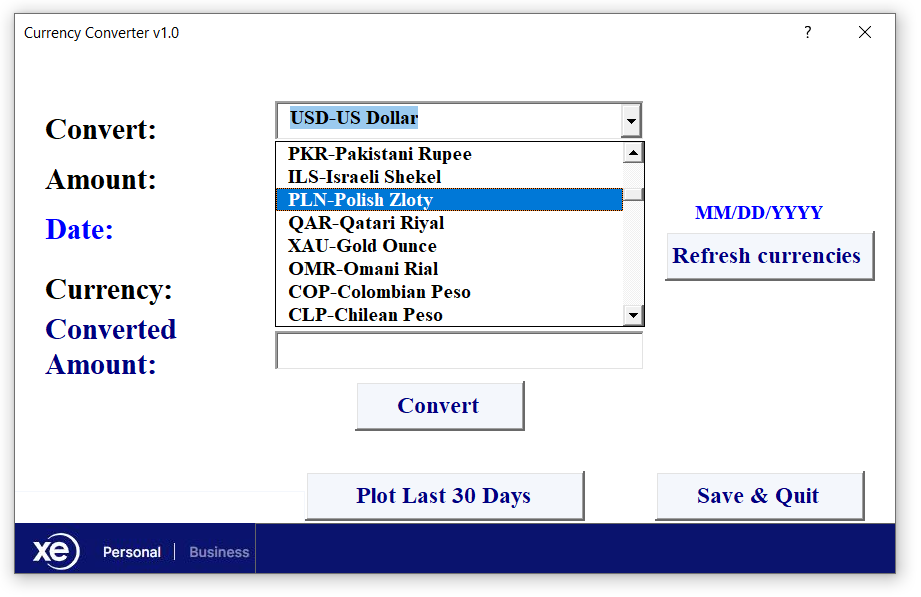 Currency Converter v1.0
?
Convert:
USD-US Dollar
PKR-Pakistani Rupee
ILS-Israeli Shekel
PLN-Polish Zloty
QAR-Qatari Riyal
XAU-Gold Ounce
OMR-Omani Rial
COP-Colombian Peso
CLP-Chilean Peso
Amount:
Date:
MM/DD/YYYY
Refresh currencies
Currency:
Converted
Amount:
Convert
Plot Last 30 Days
Save & Quit
xe Personal | Business